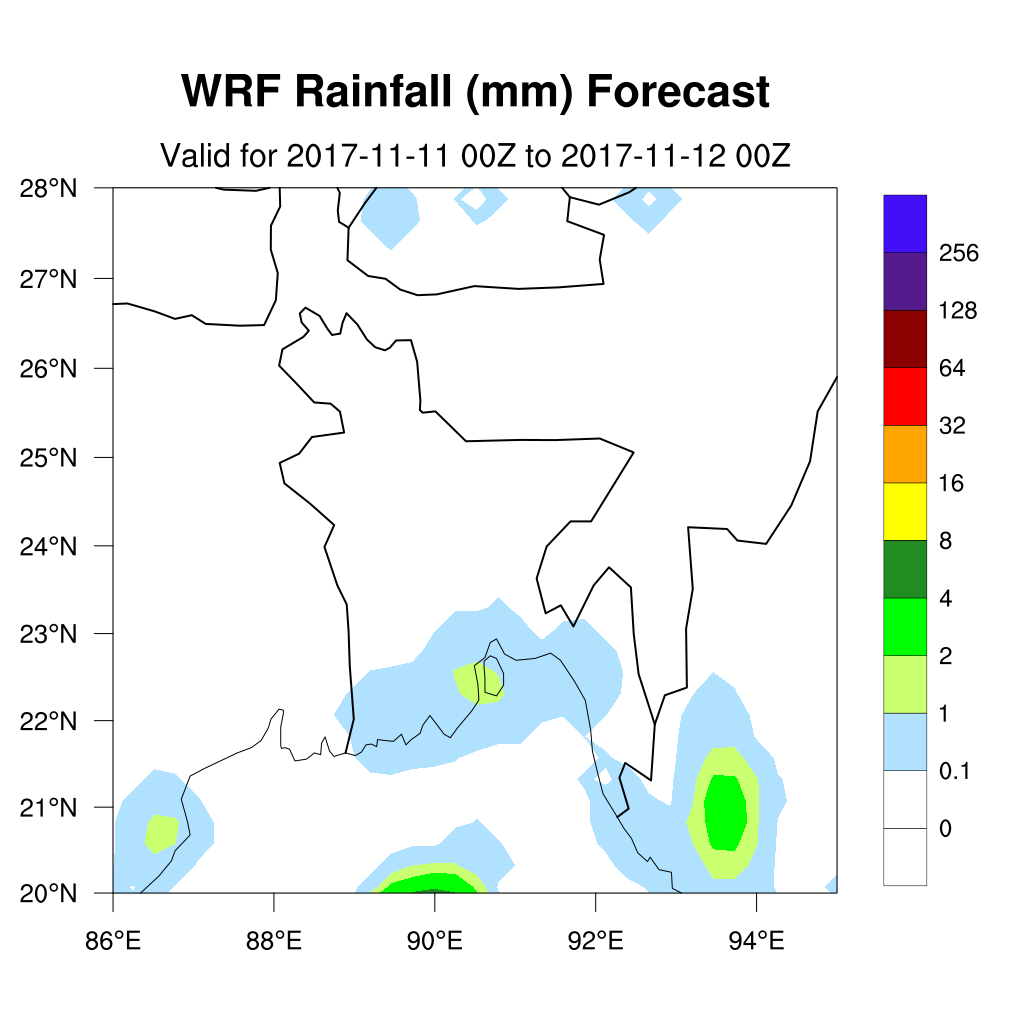 WRF Rainfall (mm) Forecast
Valid for 2017-11-11 00Z to 2017-11-12 00Z
28°N
27°N
26°N
25°N
24°N
23°N
22°N
21°N
20°N
86°E
88°E
90°E
92°E
94°E
256
128
64
32
16
8
4
2
1
0.1
0